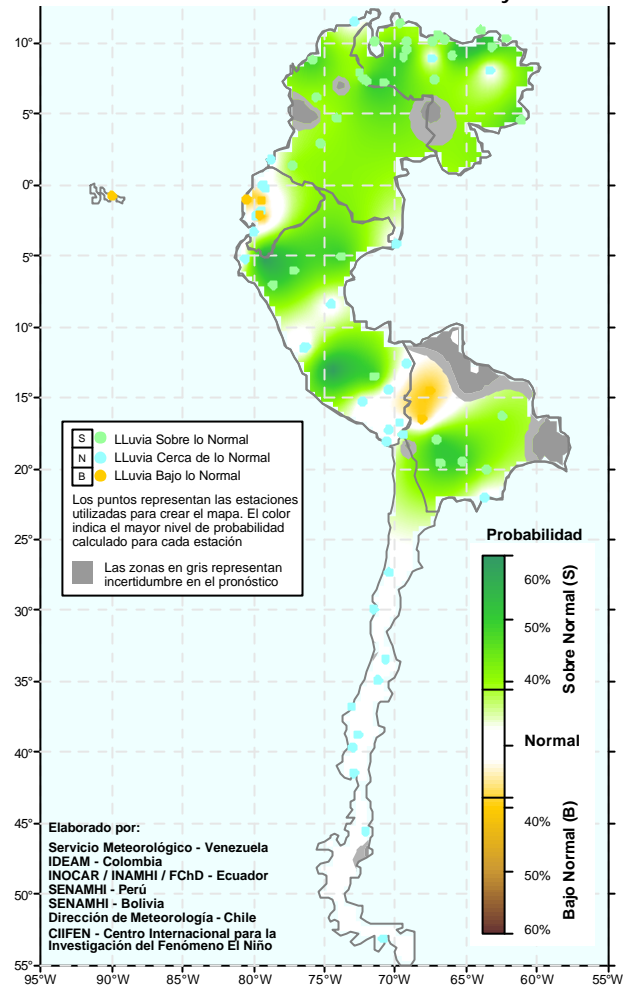 10°
5°
0°
5°
10°
15°
20°
25°
30°
35°
40°
45°
50°
55°
95°W
90°W
85°W
80°W
75°W
70°W
65°W
60°W
55°W
S LLuvia Sobre lo Normal
N LLuvia Cerca de lo Normal
B LLuvia Bajo lo Normal
Los puntos representan las estaciones
utilizadas para crear el mapa. El color
indica el mayor nivel de probabilidad
calculado para cada estación
Las zonas en gris representan
incertidumbre en el pronóstico
Probabilidad
60%
50%
40%
Sobre Normal (S)
Normal
40%
50%
60%
Bajo Normal (B)
Elaborado por:
Servicio Meteorológico - Venezuela
IDEAM - Colombia
INOCAR / INAMHI / FChD - Ecuador
SENAMHI - Perú
SENAMHI - Bolivia
Dirección de Meteorología - Chile
CIIFEN - Centro Internacional para la
Investigación del Fenómeno El Niño